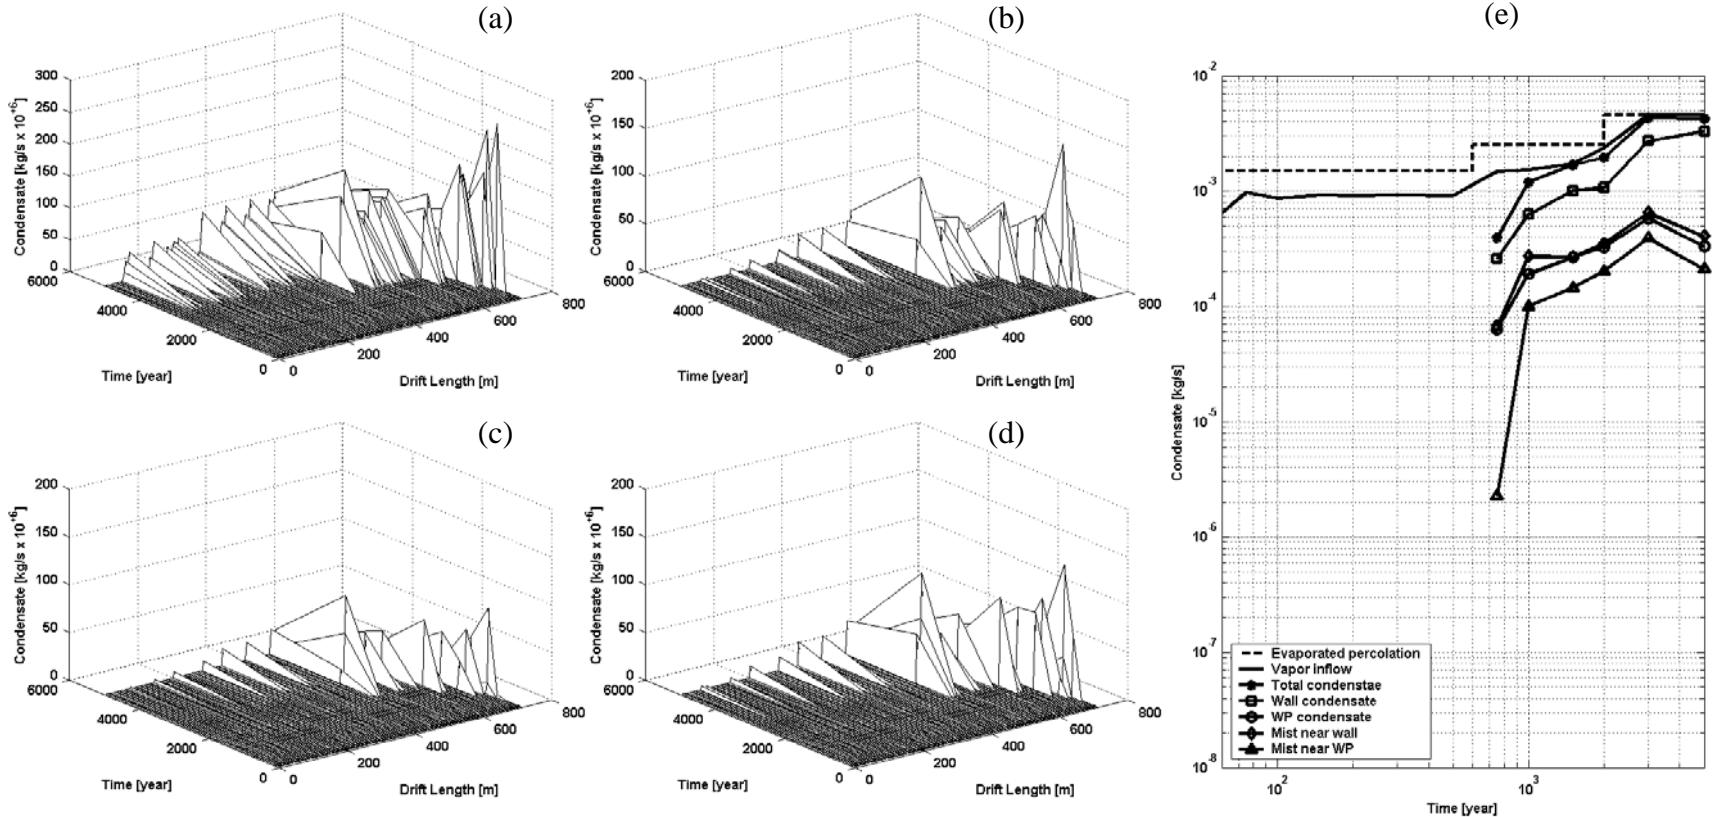 (a)
300
250
200
150
100
50
0
Condensate [kg/s x 10^+6]
6000
4000
2000
0
Time [year]
0
200
400
600
800
Drift Length [m]
(b)
200
150
100
50
0
Condensate [kg/s x 10^+6]
6000
4000
2000
0
Time [year]
0
200
400
600
800
Drift Length [m]
(c)
200
150
100
50
0
Condensate [kg/s x 10^+6]
6000
4000
2000
0
Time [year]
0
200
400
600
800
Drift Length [m]
(d)
200
150
100
50
0
Condensate [kg/s x 10^+6]
6000
4000
2000
0
Time [year]
0
200
400
600
800
Drift Length [m]
(e)
10^-2
10^-3
10^-4
10^-5
10^-6
10^-7
10^-8
Condensate [kg/s]
Evaporated percolation
Vapor inflow
Total condenstae
Wall condensate
WP condensate
Mist near wall
Mist near WP
10^2
10^3
Time [year]